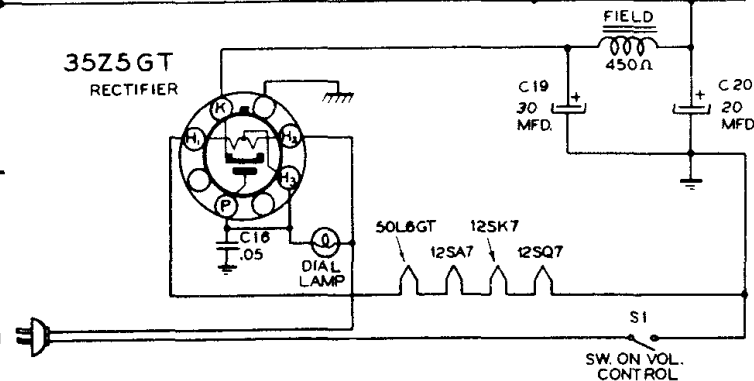 FIELD
450Ω
35Z5GT
RECTIFIER
C19
+
30
MFD.
+
C20
20
MFD.
K
H1
H2
H3
P
C16
.05
DIAL
LAMP
50L6GT
12SA7
12SK7
12SQ7
S1
SW. ON VOL.
CONTROL